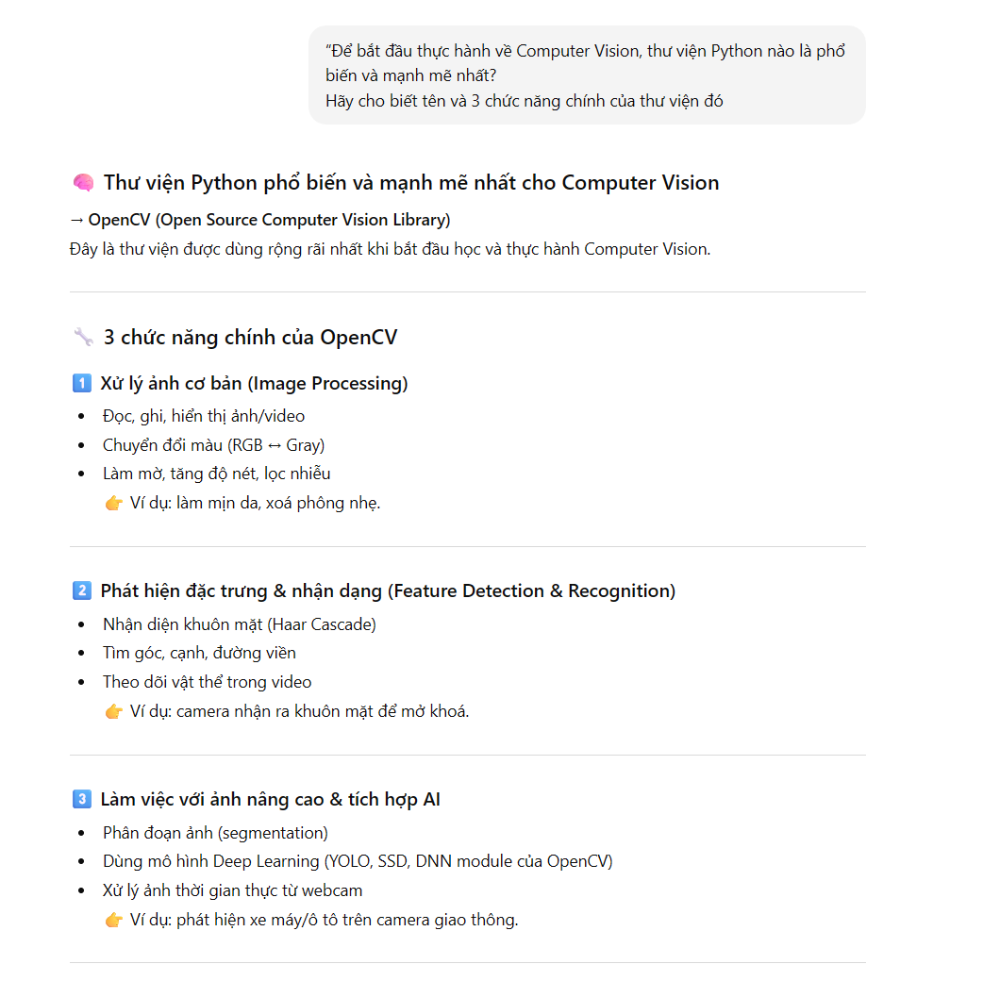 “Để bắt đầu thực hành về Computer Vision, thư viện Python nào là phổ
biến và mạnh mẽ nhất?
Hãy cho biết tên và 3 chức năng chính của thư viện đó
🧠 Thư viện Python phổ biến và mạnh mẽ nhất cho Computer Vision
→ OpenCV (Open Source Computer Vision Library)
Đây là thư viện được dùng rộng rãi nhất khi bắt đầu học và thực hành Computer Vision.
🔧 3 chức năng chính của OpenCV
1️⃣ Xử lý ảnh cơ bản (Image Processing)
• Đọc, ghi, hiển thị ảnh/video
• Chuyển đổi màu (RGB ↔ Gray)
• Làm mờ, tăng độ nét, lọc nhiễu
👉 Ví dụ: làm mịn da, xoá phông nhẹ.
2️⃣ Phát hiện đặc trưng & nhận dạng (Feature Detection & Recognition)
• Nhận diện khuôn mặt (Haar Cascade)
• Tìm góc, cạnh, đường viền
• Theo dõi vật thể trong video
👉 Ví dụ: camera nhận ra khuôn mặt để mở khoá.
3️⃣ Làm việc với ảnh nâng cao & tích hợp AI
• Phân đoạn ảnh (segmentation)
• Dùng mô hình Deep Learning (YOLO, SSD, DNN module của OpenCV)
• Xử lý ảnh thời gian thực từ webcam
👉 Ví dụ: phát hiện xe máy/ô tô trên camera giao thông.